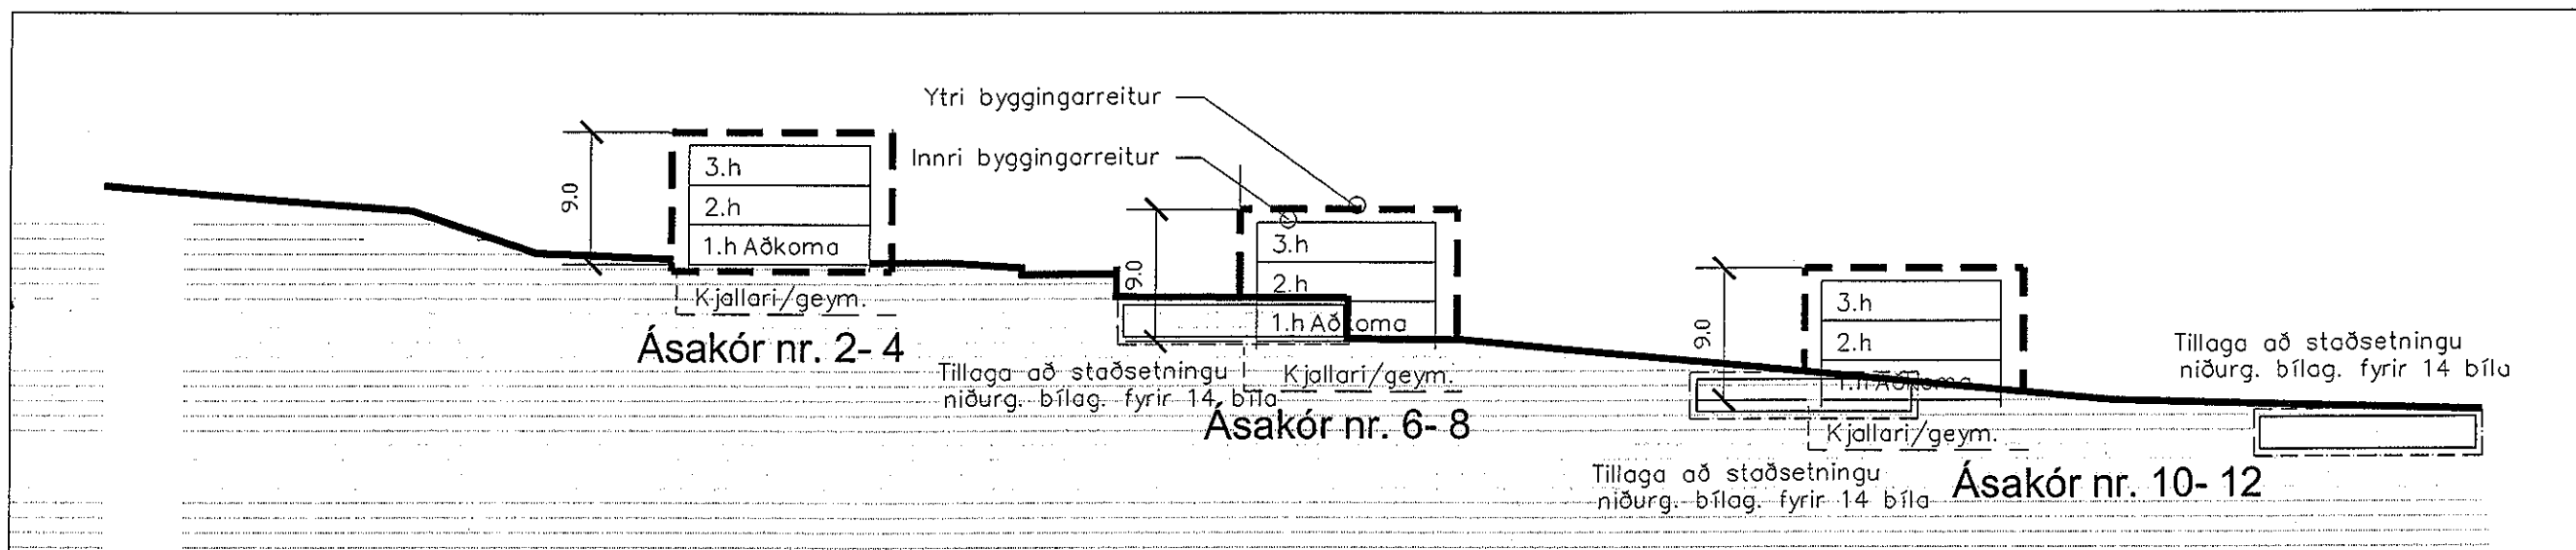 Ytri byggingarreitur
Innri byggingarreitur
9.0
3.h
2.h
1.h Aðkoma
Kjallari/geym.
Ásakór nr. 2- 4
9.0
3.h
2.h
1.h Aðkoma
Tillaga að staðsetningu
niðurg. bílag. fyrir 14 bíla
Kjallari/geym.
Ásakór nr. 6- 8
9.0
3.h
2.h
1.h Aðkoma
Kjallari/geym.
Tillaga að staðsetningu
niðurg. bílag. fyrir 14 bíla
Ásakór nr. 10- 12
Tillaga að staðsetningu
niðurg. bílag. fyrir 14 bíla